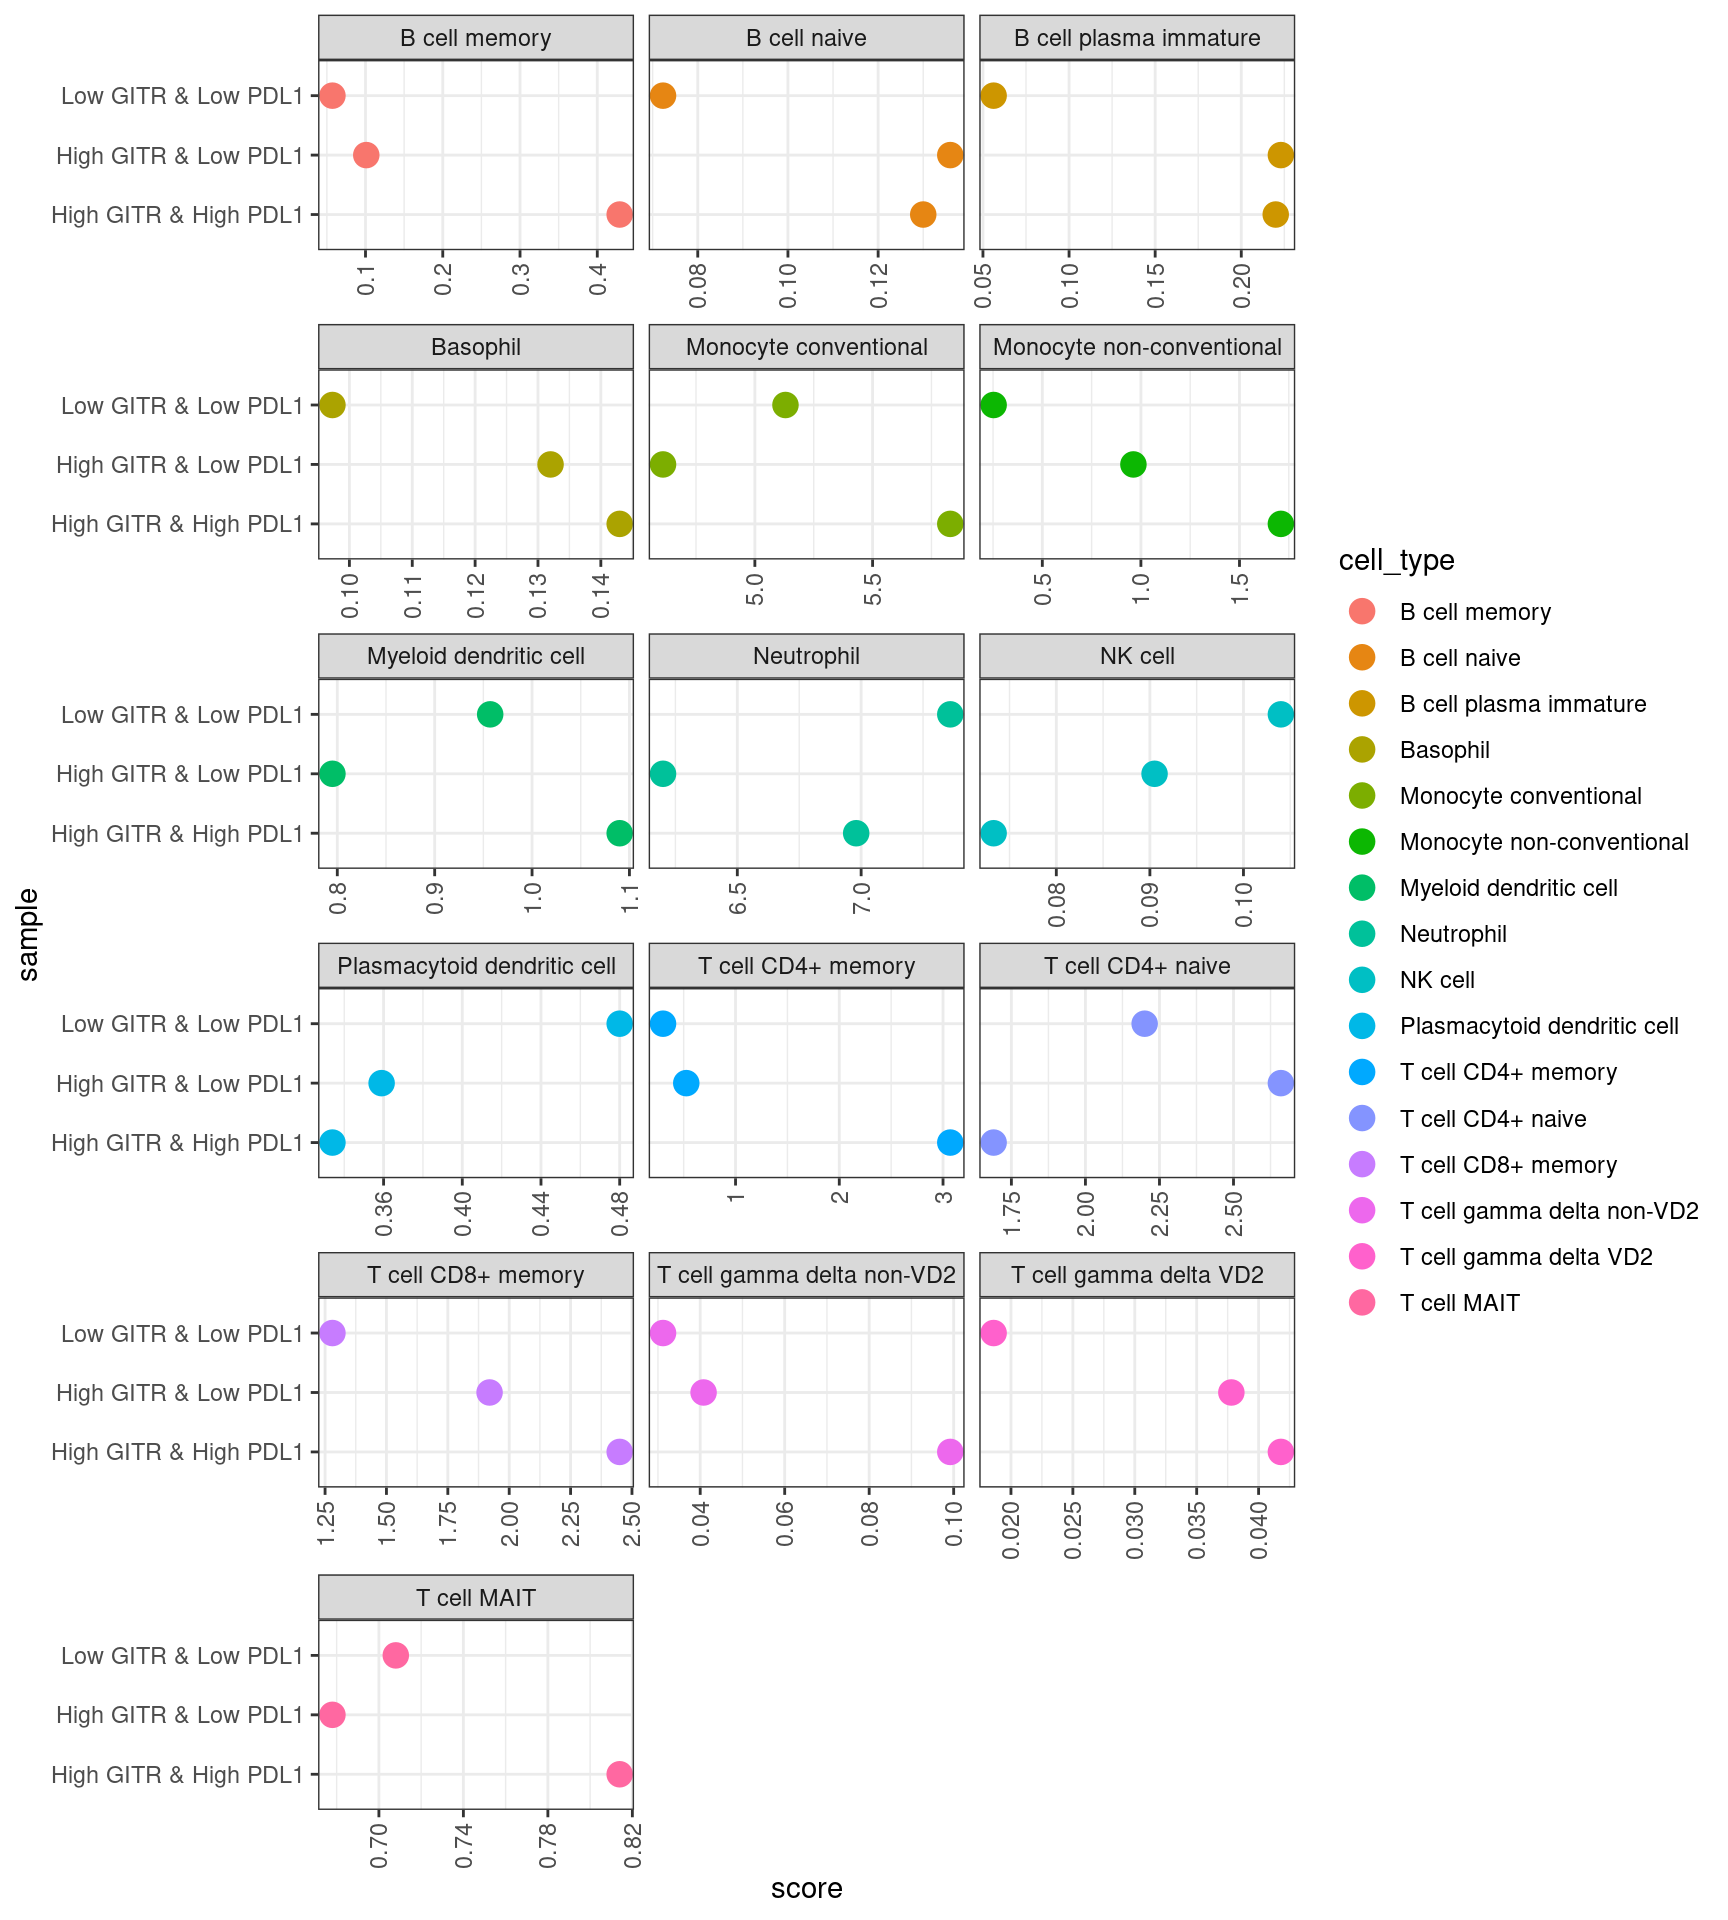 B cell memory
B cell naive
B cell plasma immature
Low GITR & Low PDL1
High GITR & Low PDL1
High GITR & High PDL1
0.1 0.2 0.3 0.4
0.08 0.10 0.12
0.05 0.10 0.15 0.20
Basophil
Monocyte conventional
Monocyte non-conventional
Low GITR & Low PDL1
High GITR & Low PDL1
High GITR & High PDL1
0.10 0.11 0.12 0.13 0.14
5.0 5.5
0.5 1.0 1.5
Myeloid dendritic cell
Neutrophil
NK cell
Low GITR & Low PDL1
High GITR & Low PDL1
High GITR & High PDL1
0.8 0.9 1.0 1.1
6.5 7.0
0.08 0.09 0.10
Plasmacytoid dendritic cell
T cell CD4+ memory
T cell CD4+ naive
Low GITR & Low PDL1
High GITR & Low PDL1
High GITR & High PDL1
0.36 0.40 0.44 0.48
1 2 3
1.75 2.00 2.25 2.50
T cell CD8+ memory
T cell gamma delta non-VD2
T cell gamma delta VD2
Low GITR & Low PDL1
High GITR & Low PDL1
High GITR & High PDL1
1.25 1.50 1.75 2.00 2.25 2.50
0.04 0.06 0.08 0.10
0.020 0.025 0.030 0.035 0.040
T cell MAIT
Low GITR & Low PDL1
High GITR & Low PDL1
High GITR & High PDL1
0.70 0.74 0.78 0.82
score
sample
cell_type
B cell memory
B cell naive
B cell plasma immature
Basophil
Monocyte conventional
Monocyte non-conventional
Myeloid dendritic cell
Neutrophil
NK cell
Plasmacytoid dendritic cell
T cell CD4+ memory
T cell CD4+ naive
T cell CD8+ memory
T cell gamma delta non-VD2
T cell gamma delta VD2
T cell MAIT